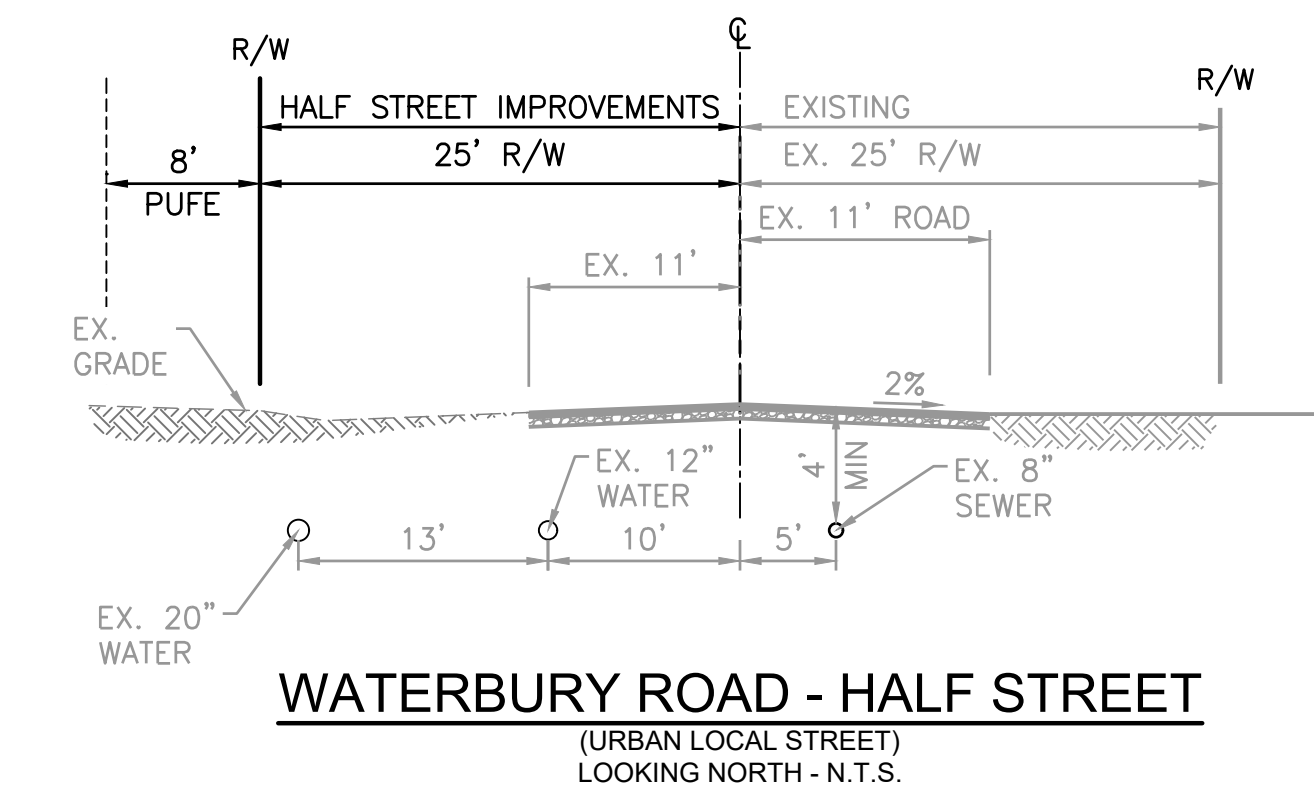 ℄
R/W
R/W
HALF STREET IMPROVEMENTS
EXISTING
8'
25' R/W
EX. 25' R/W
PUFE
EX. 11' ROAD
EX. 11'
EX.
GRADE
2%
4'
MIN
EX. 12"
WATER
EX. 8"
SEWER
13'
10'
5'
EX. 20"
WATER
WATERBURY ROAD - HALF STREET
(URBAN LOCAL STREET)
LOOKING NORTH - N.T.S.